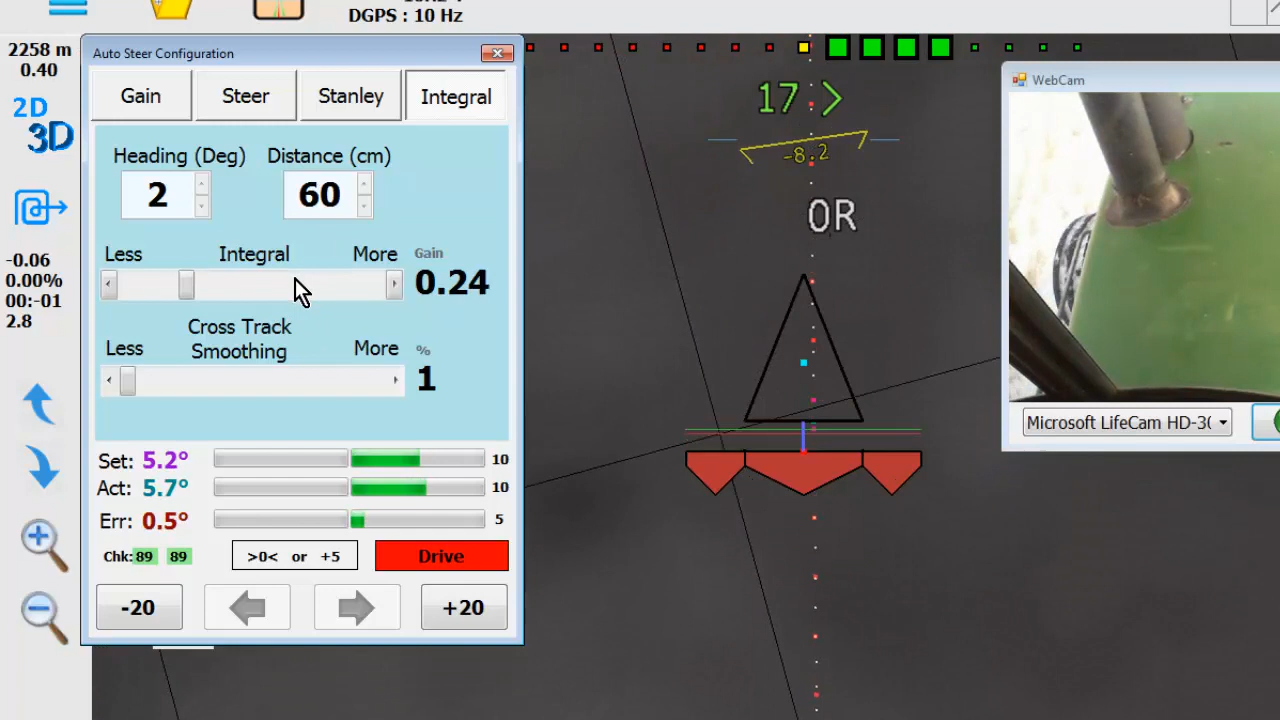 DGPS : 10 Hz
2258 m
0.40
2D
3D
-0.06
0.00%
00:-01
2.8
Auto Steer Configuration
Gain Steer Stanley Integral
Heading (Deg) Distance (cm)
2 60
Less Integral More Gain
0.24
Cross Track
Less Smoothing More %
1
Set: 5.2° 10
Act: 5.7° 10
Err: 0.5° 5
Chk: 89 89 >0< or +5 Drive
-20 +20
17 >
-8.2
OR
WebCam
Microsoft LifeCam HD-3(